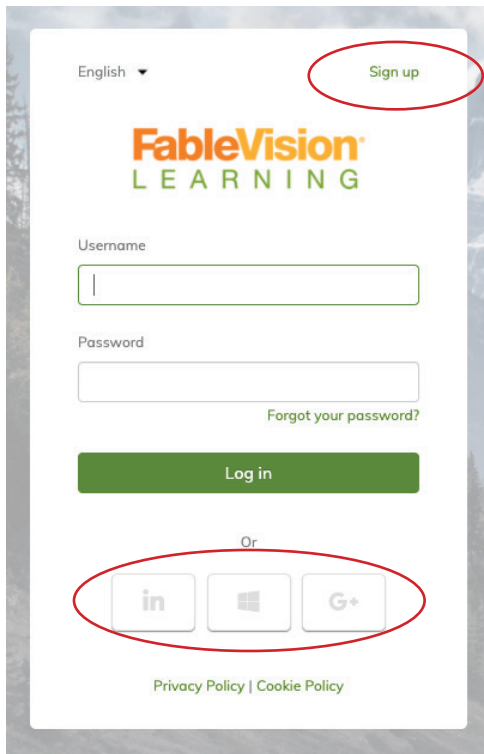 English
Sign up
FableVision
LEARNING
Username
Password
Forgot your password?
Log in
Or
in
G+
Privacy Policy | Cookie Policy